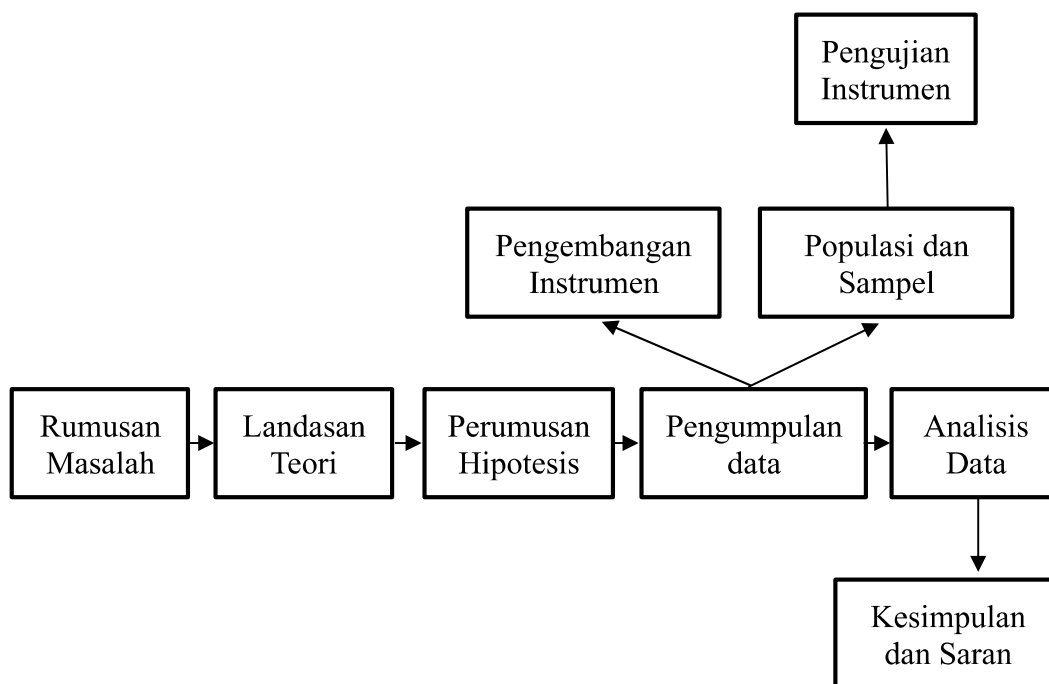 Pengujian
Instrumen
Pengembangan
Instrumen
Populasi dan
Sampel
Rumusan
Masalah
Landasan
Teori
Perumusan
Hipotesis
Pengumpulan
data
Analisis
Data
Kesimpulan
dan Saran